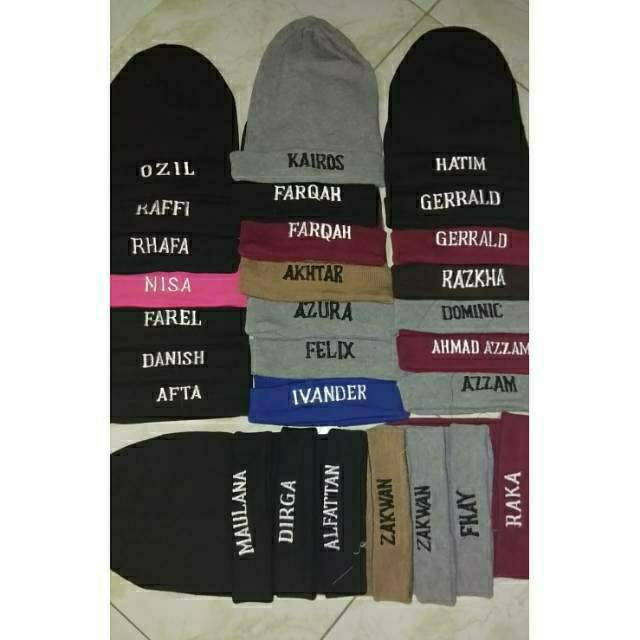 OZIL
RAFFI
RHAFA
NISA
FAREL
DANISH
AFTA
KAIROS
FARQAH
FARQAH
AKHTAR
AZURA
FELIX
IVANDER
HATIM
GERRALD
GERRALD
RAZKHA
DOMINIC
AHMAD AZZAM
AZZAM
MAULANA
DIRGA
ALFATTAN
ZAKWAN
ZAKWAN
FHAY
RAKA